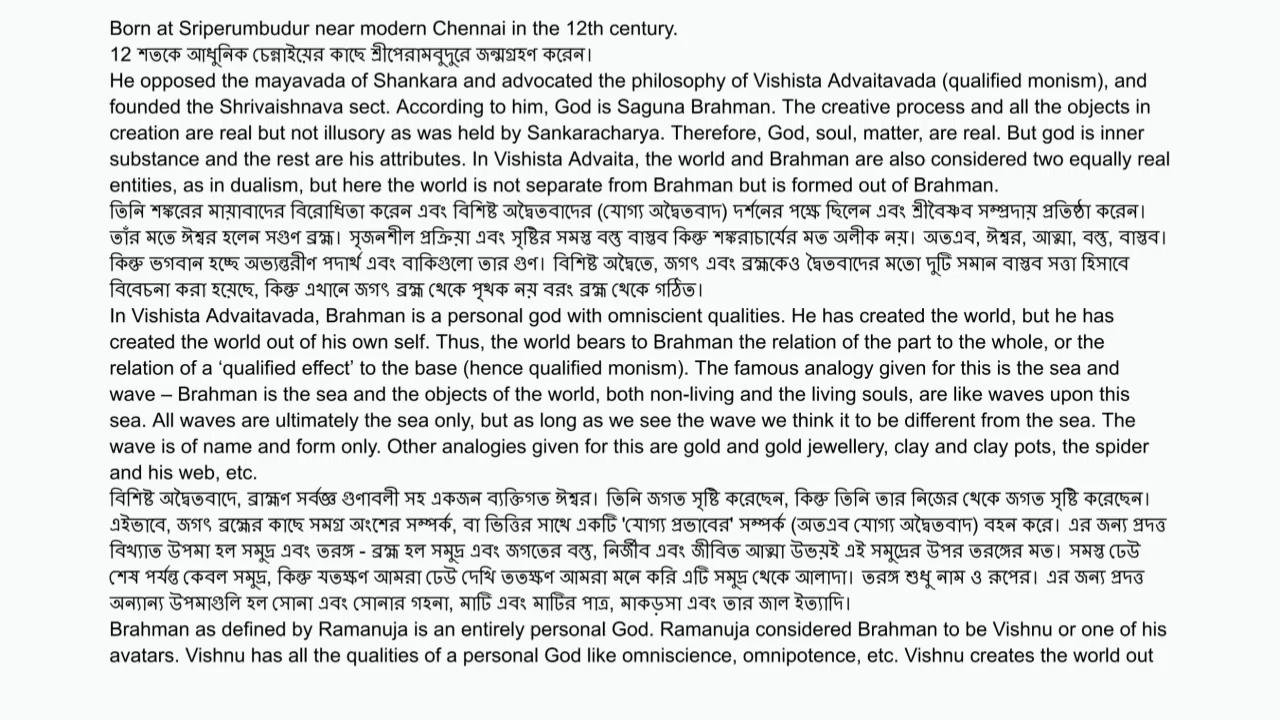 Born at Sriperumbudur near modern Chennai in the 12th century.
12 শতকে আধুনিক চেন্নাইয়ের কাছে শ্রীপেরামবুদুরে জন্মগ্রহণ করেন।
He opposed the mayavada of Shankara and advocated the philosophy of Vishista Advaitavada (qualified monism), and
founded the Shrivaishnava sect. According to him, God is Saguna Brahman. The creative process and all the objects in
creation are real but not illusory as was held by Sankaracharya. Therefore, God, soul, matter, are real. But god is inner
substance and the rest are his attributes. In Vishista Advaita, the world and Brahman are also considered two equally real
entities, as in dualism, but here the world is not separate from Brahman but is formed out of Brahman.
তিনি শঙ্করের মায়াবাদের বিরোধিতা করেন এবং বিশিষ্ট অদ্বৈতবাদের (যোগ্য অদ্বৈতবাদ) দর্শনের পক্ষে ছিলেন এবং শ্রীবৈষ্ণব সম্প্রদায় প্রতিষ্ঠা করেন।
তাঁর মতে ঈশ্বর হলেন সগুণ ব্রহ্ম। সৃজনশীল প্রক্রিয়া এবং সৃষ্টির সমস্ত বস্তু বাস্তব কিন্তু শঙ্করাচার্যের মত অলীক নয়। অতএব, ঈশ্বর, আত্মা, বস্তু, বাস্তব।
কিন্তু ভগবান হচ্ছে অভ্যন্তরীণ পদার্থ এবং বাকিগুলো তার গুণ। বিশিষ্ট অদ্বৈতে, জগৎ এবং ব্রহ্মকেও দ্বৈতবাদের মতো দুটি সমান বাস্তব সত্তা হিসাবে
বিবেচনা করা হয়েছে, কিন্তু এখানে জগৎ ব্রহ্ম থেকে পৃথক নয় বরং ব্রহ্ম থেকে গঠিত।
In Vishista Advaitavada, Brahman is a personal god with omniscient qualities. He has created the world, but he has
created the world out of his own self. Thus, the world bears to Brahman the relation of the part to the whole, or the
relation of a ‘qualified effect’ to the base (hence qualified monism). The famous analogy given for this is the sea and
wave – Brahman is the sea and the objects of the world, both non-living and the living souls, are like waves upon this
sea. All waves are ultimately the sea only, but as long as we see the wave we think it to be different from the sea. The
wave is of name and form only. Other analogies given for this are gold and gold jewellery, clay and clay pots, the spider
and his web, etc.
বিশিষ্ট অদ্বৈতবাদে, ব্রাহ্মণ সর্বজ্ঞ গুণাবলী সহ একজন ব্যক্তিগত ঈশ্বর। তিনি জগত সৃষ্টি করেছেন, কিন্তু তিনি তার নিজের থেকে জগত সৃষ্টি করেছেন।
এইভাবে, জগৎ ব্রহ্মের কাছে সমগ্র অংশের সম্পর্ক, বা ভিত্তির সাথে একটি 'যোগ্য প্রভাবের' সম্পর্ক (অতএব যোগ্য অদ্বৈতবাদ) বহন করে। এর জন্য প্রদত্ত
বিখ্যাত উপমা হল সমুদ্র এবং তরঙ্গ - ব্রহ্ম হল সমুদ্র এবং জগতের বস্তু, নির্জীব এবং জীবিত আত্মা উভয়ই এই সমুদ্রের উপর তরঙ্গের মত। সমস্ত ঢেউ
শেষ পর্যন্ত কেবল সমুদ্র, কিন্তু যতক্ষণ আমরা ঢেউ দেখি ততক্ষণ আমরা মনে করি এটি সমুদ্র থেকে আলাদা। তরঙ্গ শুধু নাম ও রূপের। এর জন্য প্রদত্ত
অন্যান্য উপমাগুলি হল সোনা এবং সোনার গহনা, মাটি এবং মাটির পাত্র, মাকড়সা এবং তার জাল ইত্যাদি।
Brahman as defined by Ramanuja is an entirely personal God. Ramanuja considered Brahman to be Vishnu or one of his
avatars. Vishnu has all the qualities of a personal God like omniscience, omnipotence, etc. Vishnu creates the world out